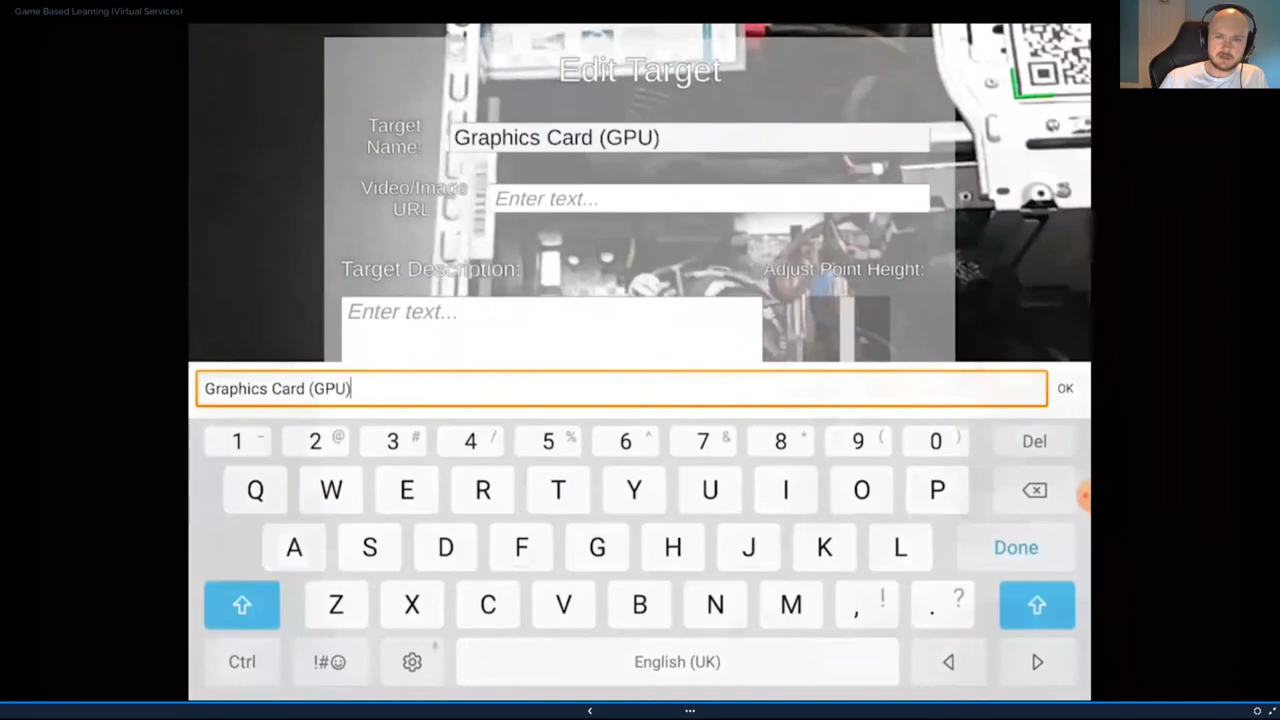 Game Based Learning (Virtual Services)
Edit Target
Target
Name:
Graphics Card (GPU)
Video/Image
URL
Enter text...
Target Description:
Adjust Point Height:
Enter text...
Graphics Card (GPU)
OK
1 - 2 @ 3 # 4 / 5 % 6 ^ 7 & 8 * 9 ( 0 ) Del
Q W E R T Y U I O P
A S D F G H J K L Done
Z X C V B N M , ! . ?
Ctrl !#☺ English (UK)